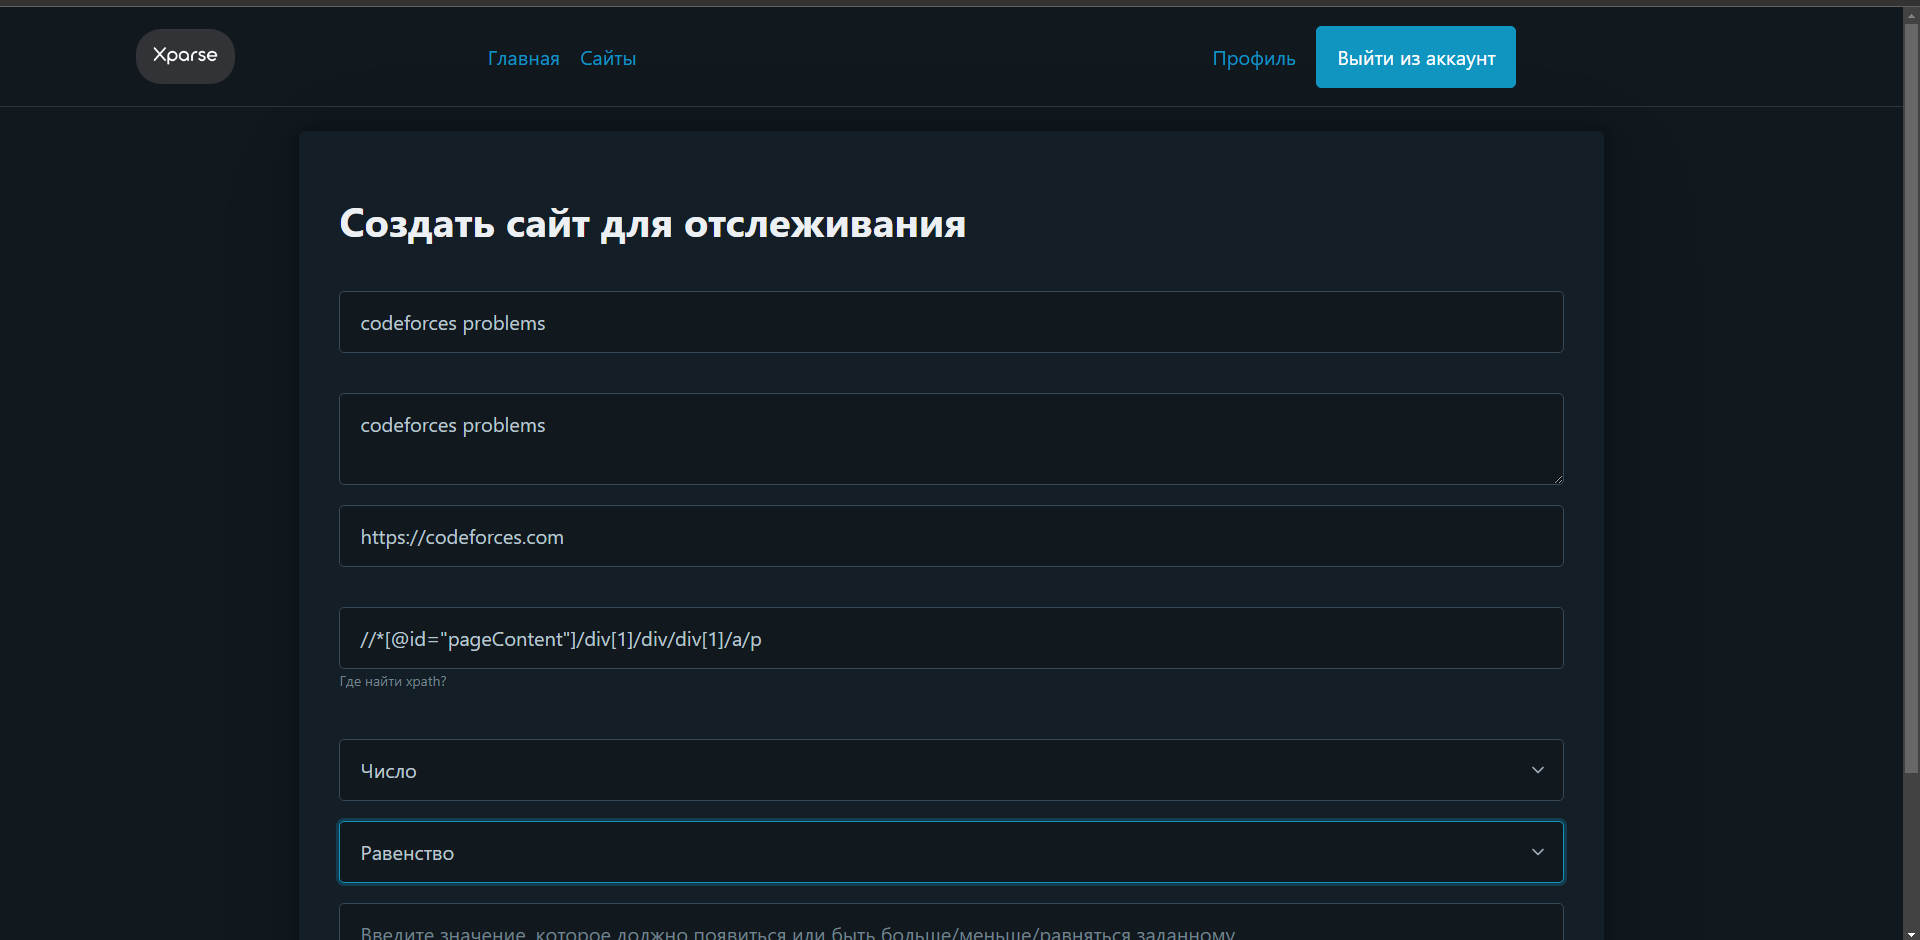 Xparse
Главная Сайты Профиль Выйти из аккаунт
Создать сайт для отслеживания
codeforces problems
codeforces problems
https://codeforces.com
//*[@id="pageContent"]/div[1]/div/div[1]/a/p
Где найти xpath?
Число
Равенство
Введите значение, которое должно появиться или быть больше/меньше/равняться заданному